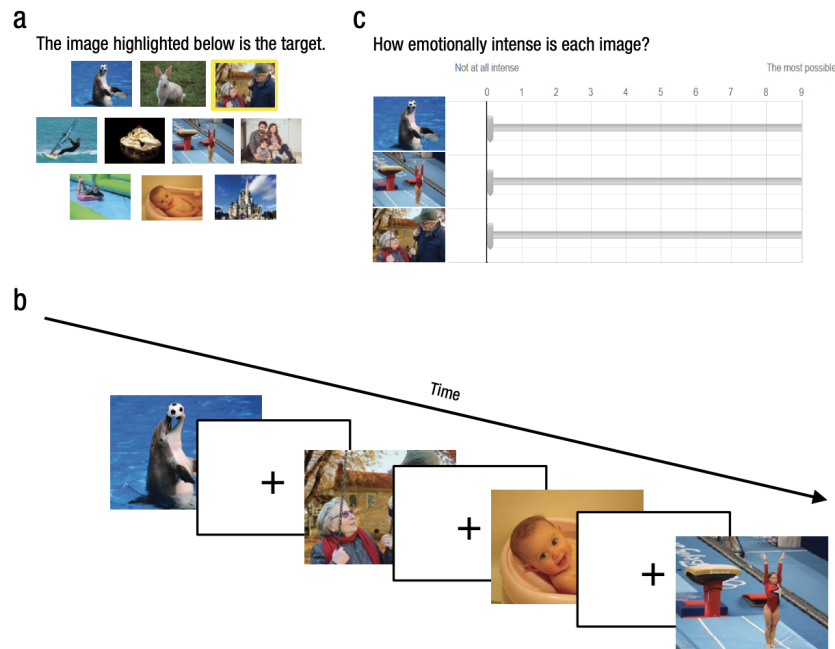 a
The image highlighted below is the target.
c
How emotionally intense is each image?
Not at all intense
The most possible
0 1 2 3 4 5 6 7 8 9
b
Time
+
+
+